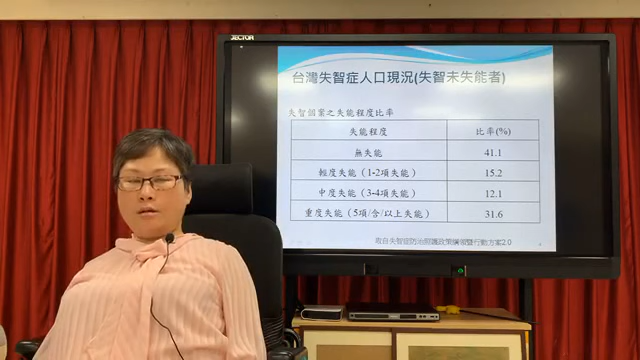 JECTOR
台灣失智症人口現況(失智未失能者)
失智個案之失能程度比率
失能程度 比率(%)
無失能 41.1
輕度失能（1-2項失能） 15.2
中度失能（3-4項失能） 12.1
重度失能（5項/含/以上失能） 31.6
取自失智症防治照護政策綱領暨行動方案2.0